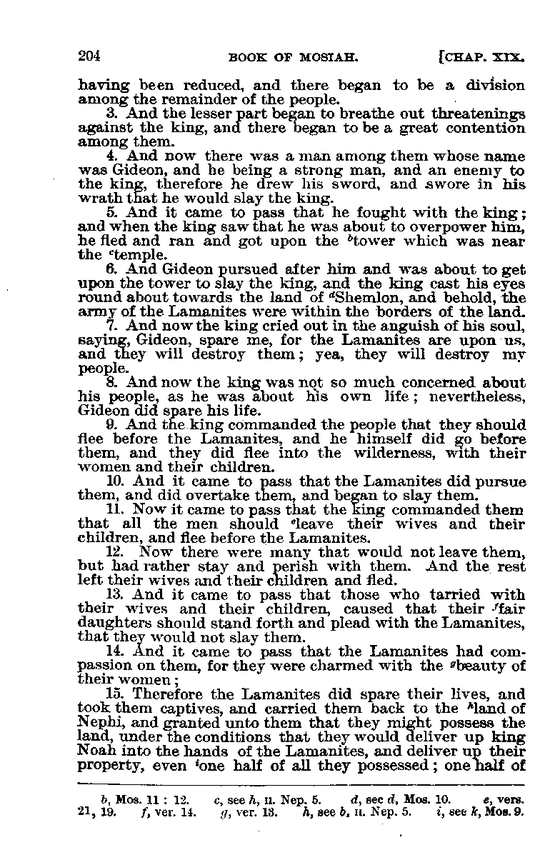 204 BOOK OF MOSIAH. [CHAP. XIX.
having been reduced, and there began to be a division
among the remainder of the people.
3. And the lesser part began to breathe out threatenings
against the king, and there began to be a great contention
among them.
4. And now there was a man among them whose name
was Gideon, and he being a strong man, and an enemy to
the king, therefore he drew his sword, and swore in his
wrath that he would slay the king.
5. And it came to pass that he fought with the king;
and when the king saw that he was about to overpower him,
he fled and ran and got upon the ᵇtower which was near
the ᶜtemple.
6. And Gideon pursued after him and was about to get
upon the tower to slay the king, and the king cast his eyes
round about towards the land of ᵈShemlon, and behold, the
army of the Lamanites were within the borders of the land.
7. And now the king cried out in the anguish of his soul,
saying, Gideon, spare me, for the Lamanites are upon us,
and they will destroy them; yea, they will destroy my
people.
8. And now the king was not so much concerned about
his people, as he was about his own life; nevertheless,
Gideon did spare his life.
9. And the king commanded the people that they should
flee before the Lamanites, and he himself did go before
them, and they did flee into the wilderness, with their
women and their children.
10. And it came to pass that the Lamanites did pursue
them, and did overtake them, and began to slay them.
11. Now it came to pass that the king commanded them
that all the men should ᵉleave their wives and their
children, and flee before the Lamanites.
12. Now there were many that would not leave them,
but had rather stay and perish with them. And the rest
left their wives and their children and fled.
13. And it came to pass that those who tarried with
their wives and their children, caused that their ᶠfair
daughters should stand forth and plead with the Lamanites,
that they would not slay them.
14. And it came to pass that the Lamanites had com-
passion on them, for they were charmed with the ᵍbeauty of
their women;
15. Therefore the Lamanites did spare their lives, and
took them captives, and carried them back to the ʰland of
Nephi, and granted unto them that they might possess the
land, under the conditions that they would deliver up king
Noah into the hands of the Lamanites, and deliver up their
property, even ⁱone half of all they possessed; one half of
b, Mos. 11: 12. c, see h, II. Nep. 5. d, see d, Mos. 10. e, vers.
21, 19. f, ver. 14. g, ver. 13. h, see b, II. Nep. 5. i, see k, Mos. 9.